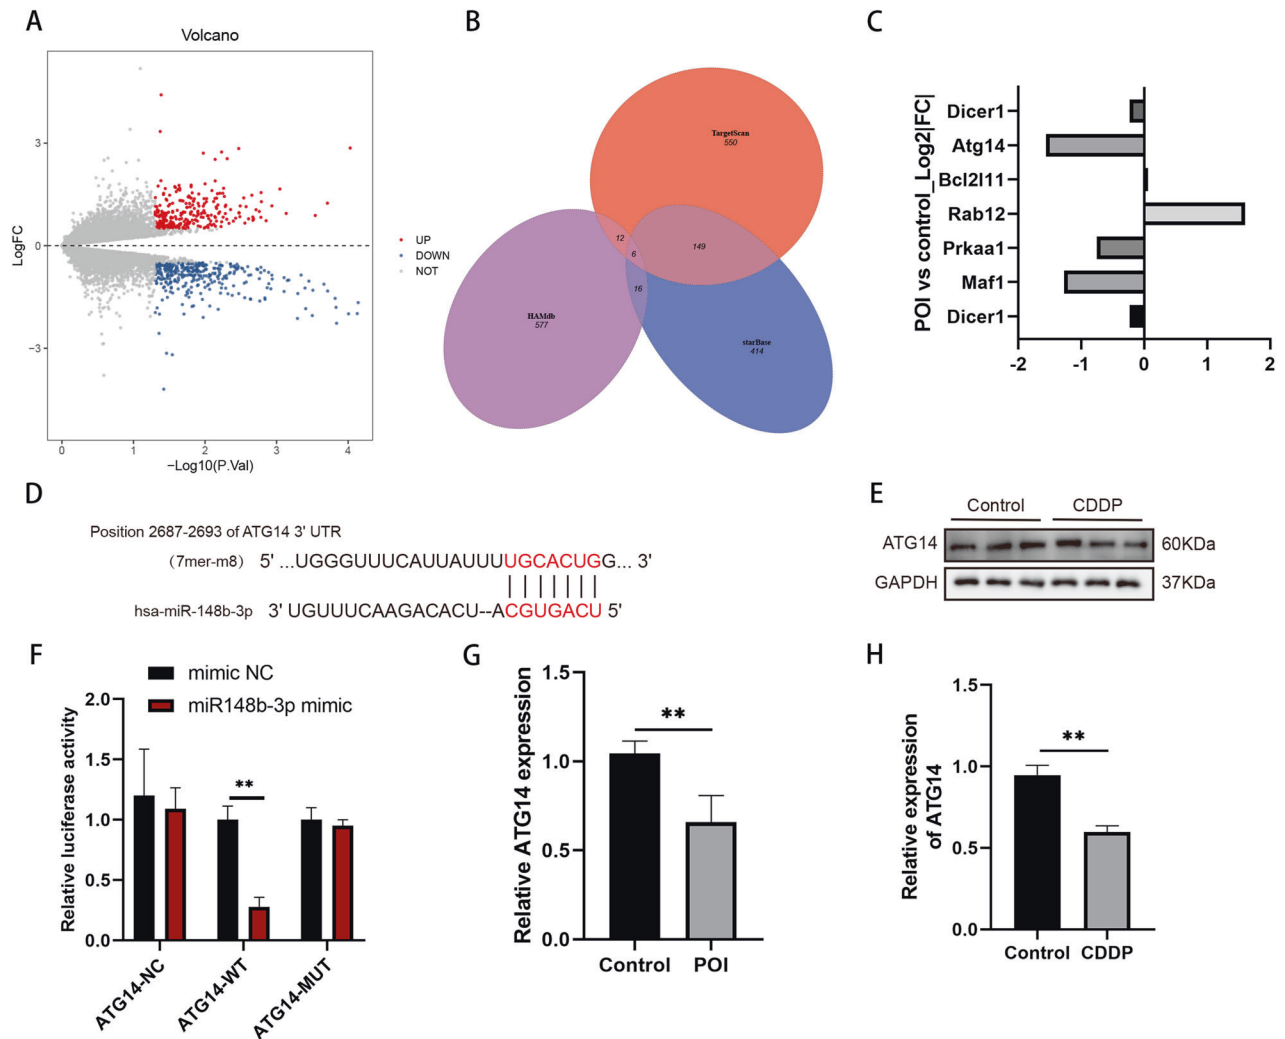 A
Volcano
LogFC
3
0
−3
0
1
2
3
4
−Log10(P.Val)
UP
DOWN
NOT
B
TargetScan
550
12
149
6
16
HAMdb
577
starBase
414
C
POI vs control_Log2|FC|
Dicer1
Atg14
Bcl2l11
Rab12
Prkaa1
Maf1
Dicer1
-2
-1
0
1
2
D
Position 2687-2693 of ATG14 3' UTR
(7mer-m8) 5' ...UGGGUUUCAUUAUUUUGCACUGG... 3'
hsa-miR-148b-3p 3' UGUUUCAAGACACU--ACGUGACU 5'
E
Control CDDP
ATG14 60KDa
GAPDH 37KDa
F
mimic NC
miR148b-3p mimic
Relative luciferase activity
2.0
1.5
1.0
0.5
0.0
**
ATG14-NC
ATG14-WT
ATG14-MUT
G
Relative ATG14 expression
1.5
1.0
0.5
0.0
**
Control POI
H
Relative expression
of ATG14
1.5
1.0
0.5
0.0
**
Control CDDP